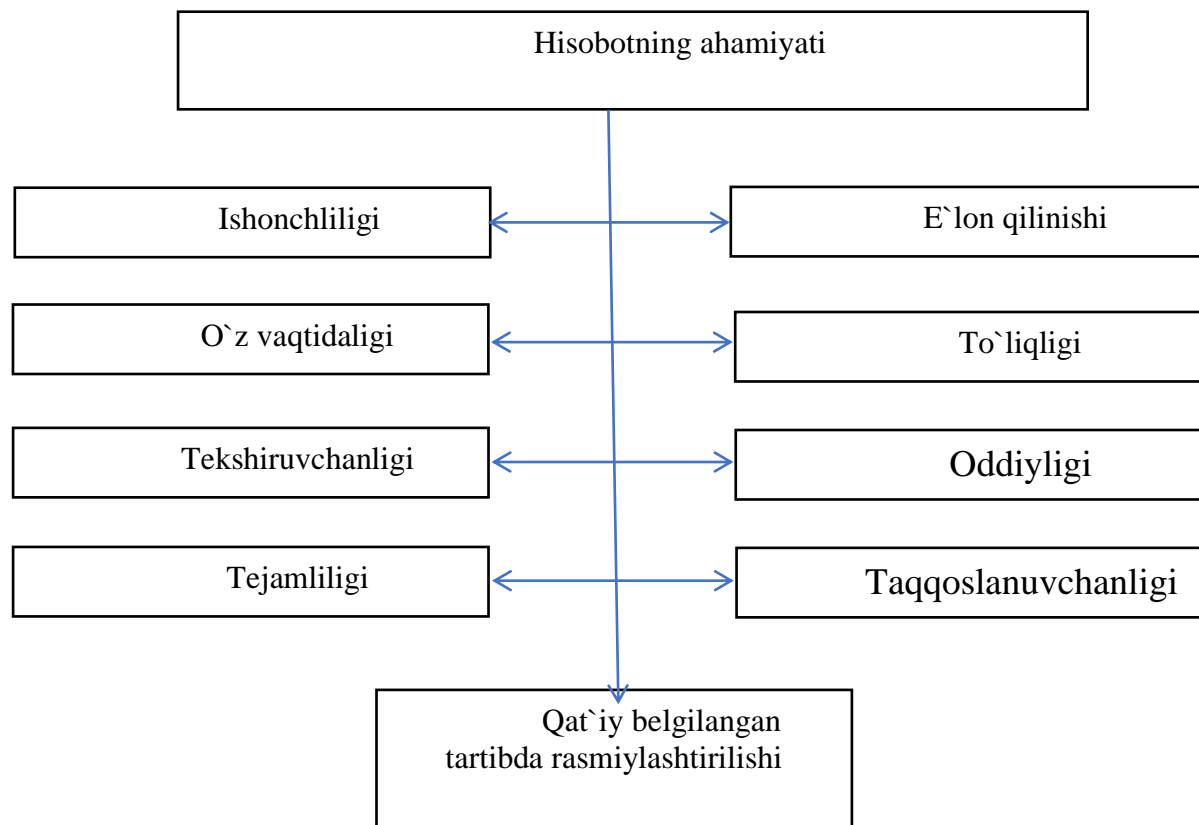 Hisobotning ahamiyati
Ishonchliligi
E`lon qilinishi
O`z vaqtidaligi
To`liqligi
Tekshiruvchanligi
Oddiyligi
Tejamliligi
Taqqoslanuvchanligi
Qat`iy belgilangan
tartibda rasmiylashtirilishi